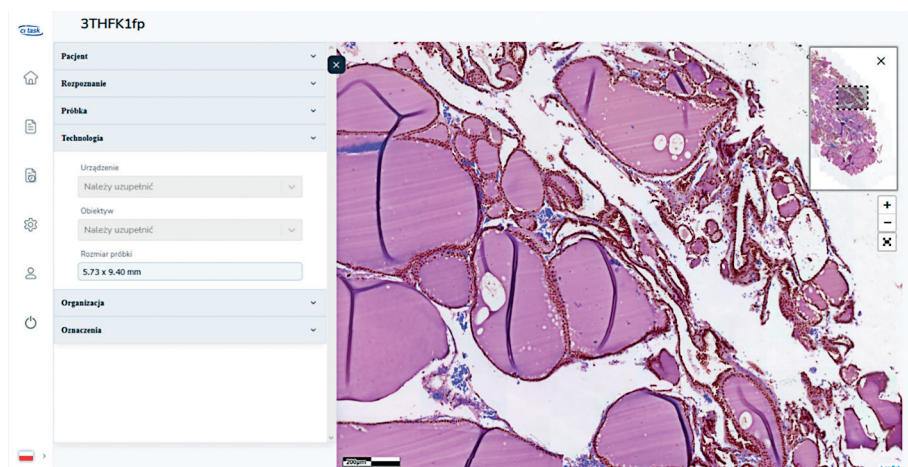 ci task
3THFK1fp
Pacjent
Rozpoznanie
Próbka
Technologia
Urządzenie
Należy uzupełnić
Obiektyw
Należy uzupełnić
Rozmiar próbki
5.73 x 9.40 mm
Organizacja
Oznaczenia
200µm